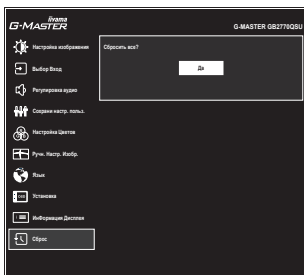 iiyama
G-MASTER
G-MASTER GB2770QSU
Настройка изображения
Сбросить все?
Да
Выбор Вход
Регулировка аудио
Сохрани настр. польз.
Настройка Цветов
Ручн. Настр. Изобр.
Язык
OSD
Установка
Информация Дисплея
Сброс